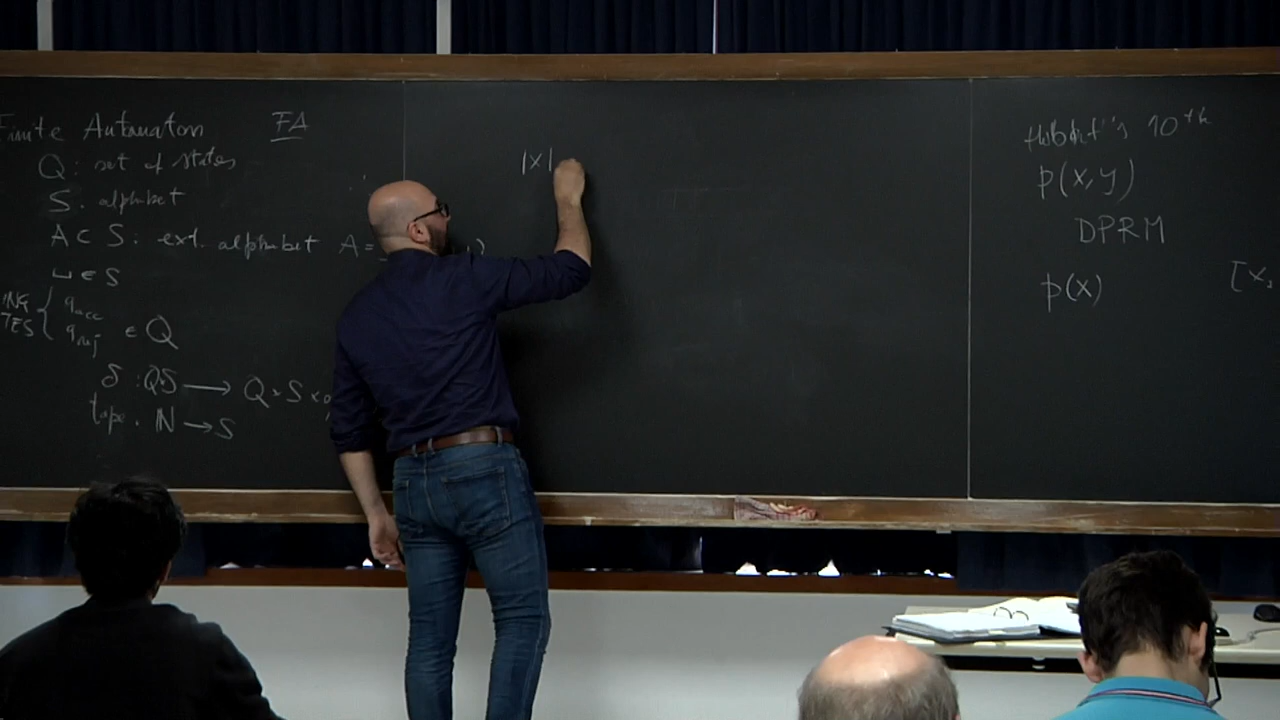 Finite Automaton FA
Q: set of states
S. alphabet
A ⊂ S: ext. alphabet A =
⊔ ∈ S
q_acc
q_rej ∈ Q
δ : Q×S ⟶ Q × S ×
tape. ℕ → S
|x|
Hilbert's 10th
p(x,y)
DPRM
p(x)
[x,